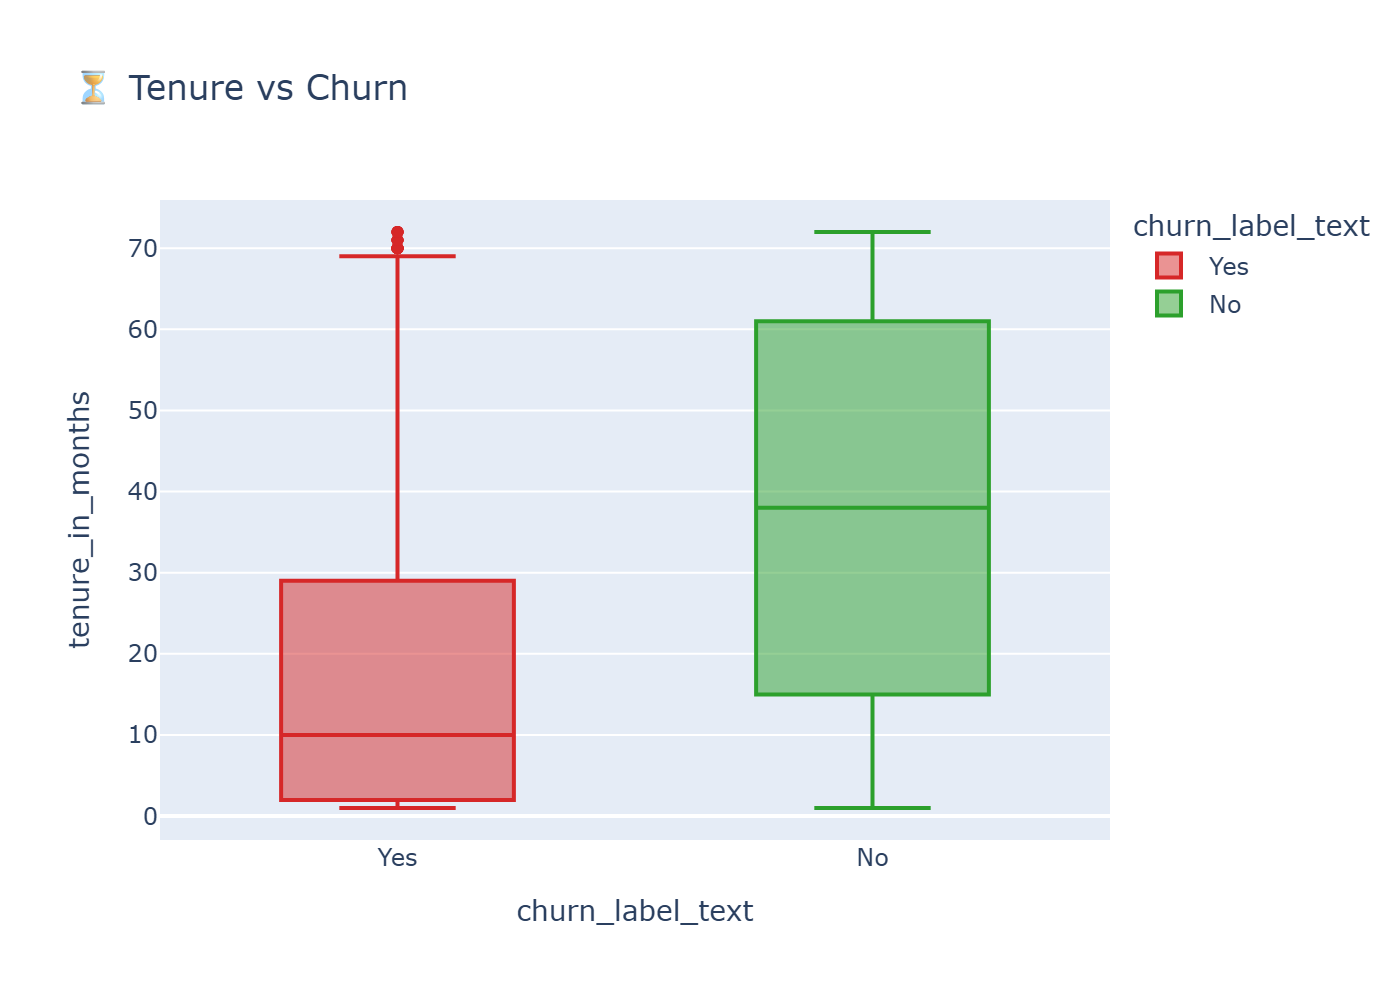 ⏳ Tenure vs Churn
churn_label_text
Yes
No
tenure_in_months
70
60
50
40
30
20
10
0
Yes
No
churn_label_text